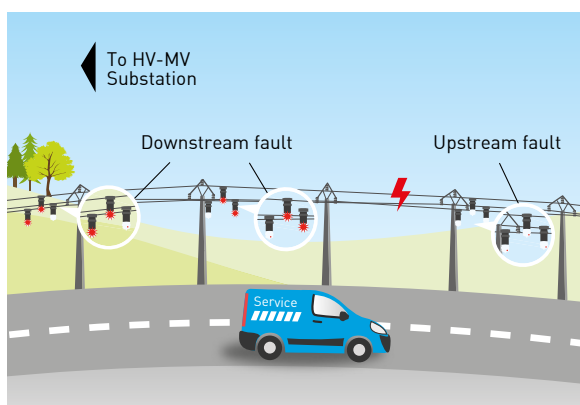 To HV-MV
Substation
Downstream fault
Upstream fault
Service